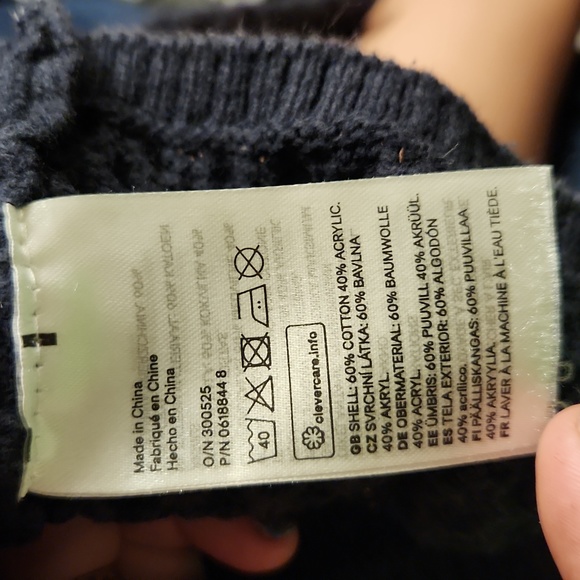 Made in China
Fabriqué en Chine
Hecho en China
O/N 300525
P/N 0618844 8
40
clevercare.info
GB SHELL: 60% COTTON 40% ACRYLIC.
CZ SVRCHNÍ LÁTKA: 60% BAVLNA
40% AKRYL.
DE OBERMATERIAL: 60% BAUMWOLLE
40% ACRYL.
EE ÜMBRIS: 60% PUUVILL 40% AKRÜÜL.
ES TELA EXTERIOR: 60% ALGODÓN
40% acrílico.
FI PÄÄLLISKANGAS: 60% PUUVILLAA
40% AKRYYLIA.
FR LAVER À LA MACHINE À L'EAU TIÈDE.